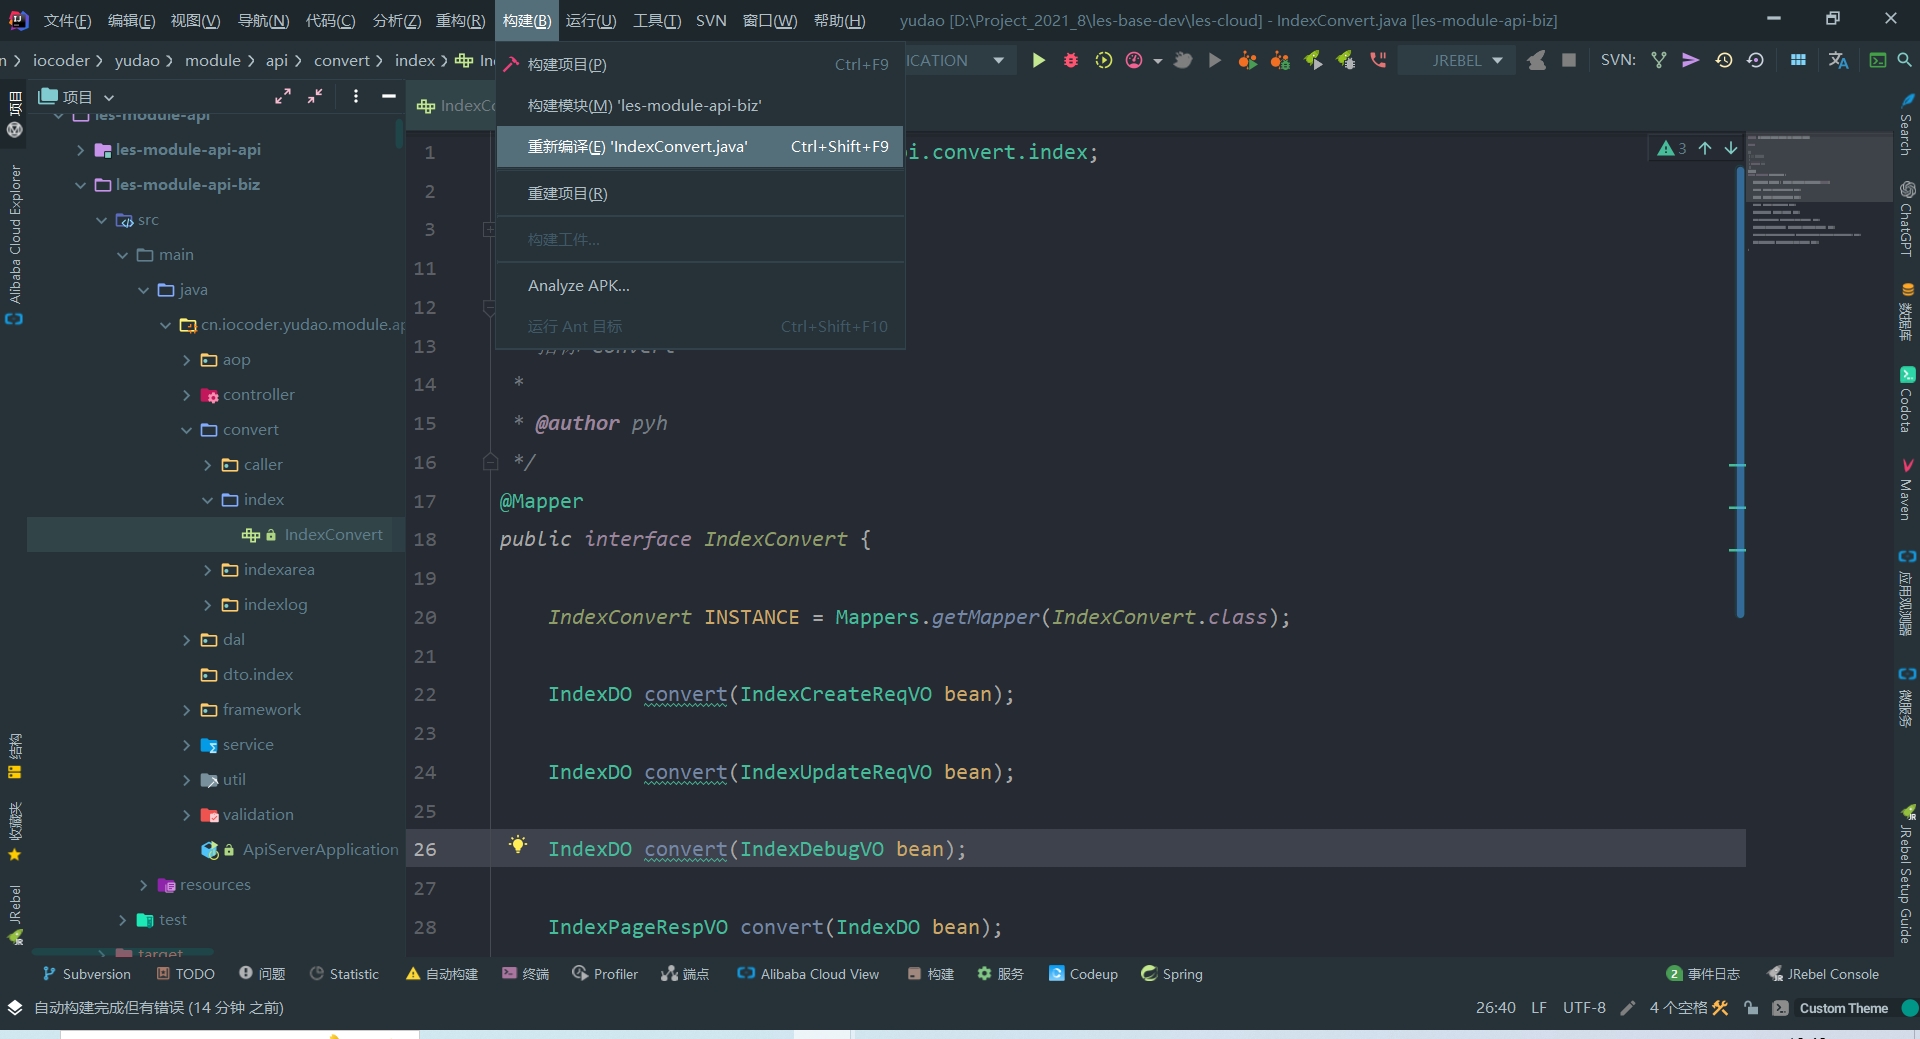 文件(F) 编辑(E) 视图(V) 导航(N) 代码(C) 分析(Z) 重构(R) 构建(B) 运行(U) 工具(T) SVN 窗口(W) 帮助(H) yudao [D:\Project_2021_8\les-base-dev\les-cloud] - IndexConvert.java [les-module-api-biz]
iocoder yudao module api convert index In ICATION JREBEL SVN:
项目
IndexCo
构建项目(P) Ctrl+F9
构建模块(M) 'les-module-api-biz'
重新编译(E) 'IndexConvert.java' Ctrl+Shift+F9
重建项目(R)
构建工件...
Analyze APK...
运行 Ant 目标 Ctrl+Shift+F10
les-module-api
les-module-api-api
les-module-api-biz
src
main
java
cn.iocoder.yudao.module.ap
aop
controller
convert
caller
index
IndexConvert
indexarea
indexlog
dal
dto.index
framework
service
util
validation
ApiServerApplication
resources
test
target
1 i.convert.index;
2
3
11
12
13 Convert
14 *
15 * @author pyh
16 */
17 @Mapper
18 public interface IndexConvert {
19
20 IndexConvert INSTANCE = Mappers.getMapper(IndexConvert.class);
21
22 IndexDO convert(IndexCreateReqVO bean);
23
24 IndexDO convert(IndexUpdateReqVO bean);
25
26 IndexDO convert(IndexDebugVO bean);
27
28 IndexPageRespVO convert(IndexDO bean);
3
项目
Alibaba Cloud Explorer
结构
收藏夹
JRebel
Search
ChatGPT
数据库
Codota
Maven
应用观测器
微服务
JRebel Setup Guide
Subversion TODO 问题 Statistic 自动构建 终端 Profiler 端点 Alibaba Cloud View 构建 服务 Codeup Spring 2 事件日志 JRebel Console
自动构建完成但有错误 (14 分钟 之前) 26:40 LF UTF-8 4 个空格 Custom Theme